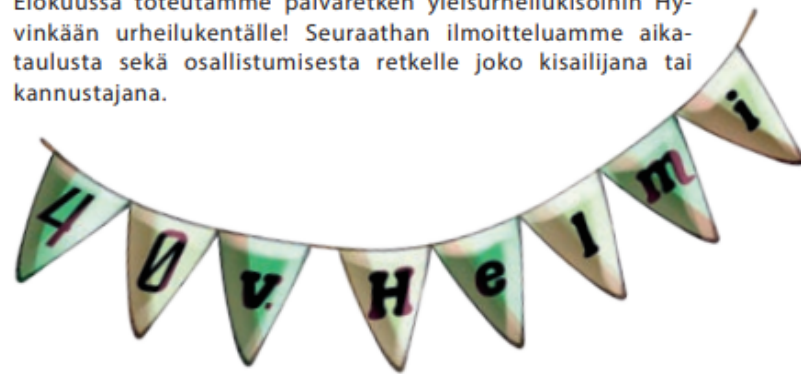 Elokuussa toteutamme päiväretken yleisurheilukisoihin Hy-
vinkään urheilukentälle! Seuraathan ilmoitteluamme aika-
taulusta sekä osallistumisesta retkelle joko kisailijana tai
kannustajana.
40v. Helmi